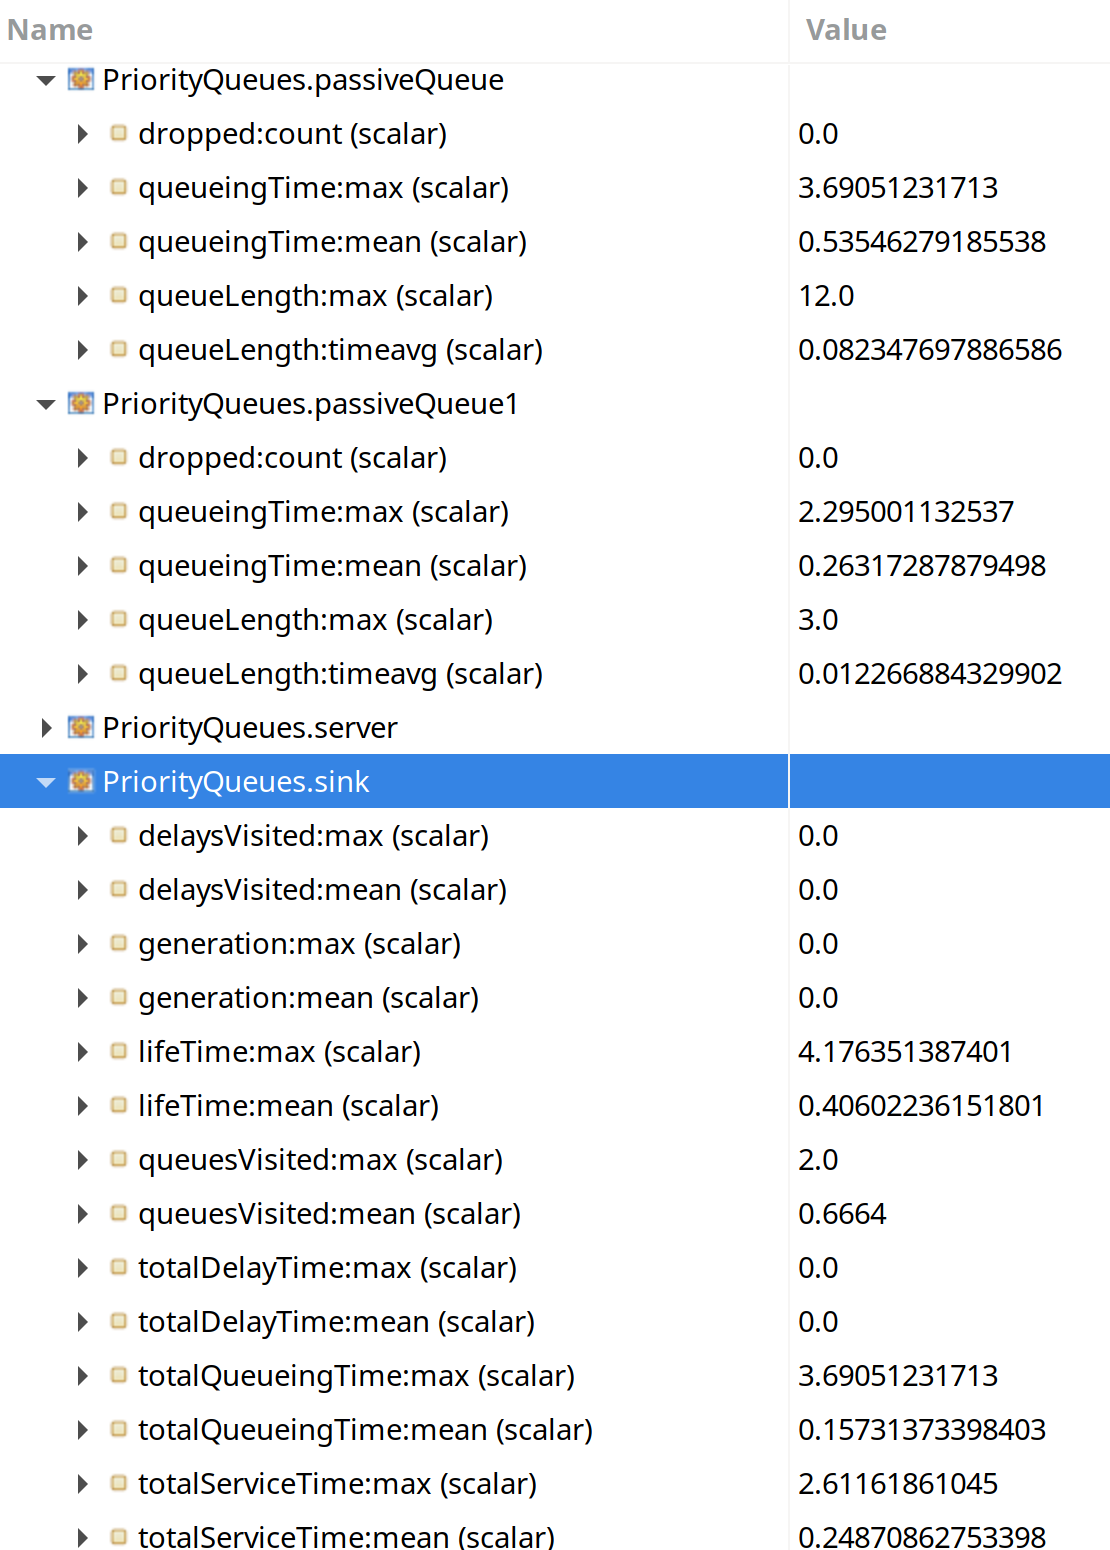 Name Value
PriorityQueues.passiveQueue
dropped:count (scalar) 0.0
queueingTime:max (scalar) 3.69051231713
queueingTime:mean (scalar) 0.53546279185538
queueLength:max (scalar) 12.0
queueLength:timeavg (scalar) 0.082347697886586
PriorityQueues.passiveQueue1
dropped:count (scalar) 0.0
queueingTime:max (scalar) 2.295001132537
queueingTime:mean (scalar) 0.26317287879498
queueLength:max (scalar) 3.0
queueLength:timeavg (scalar) 0.012266884329902
PriorityQueues.server
PriorityQueues.sink
delaysVisited:max (scalar) 0.0
delaysVisited:mean (scalar) 0.0
generation:max (scalar) 0.0
generation:mean (scalar) 0.0
lifeTime:max (scalar) 4.176351387401
lifeTime:mean (scalar) 0.40602236151801
queuesVisited:max (scalar) 2.0
queuesVisited:mean (scalar) 0.6664
totalDelayTime:max (scalar) 0.0
totalDelayTime:mean (scalar) 0.0
totalQueueingTime:max (scalar) 3.69051231713
totalQueueingTime:mean (scalar) 0.15731373398403
totalServiceTime:max (scalar) 2.61161861045
totalServiceTime:mean (scalar) 0.24870862753398